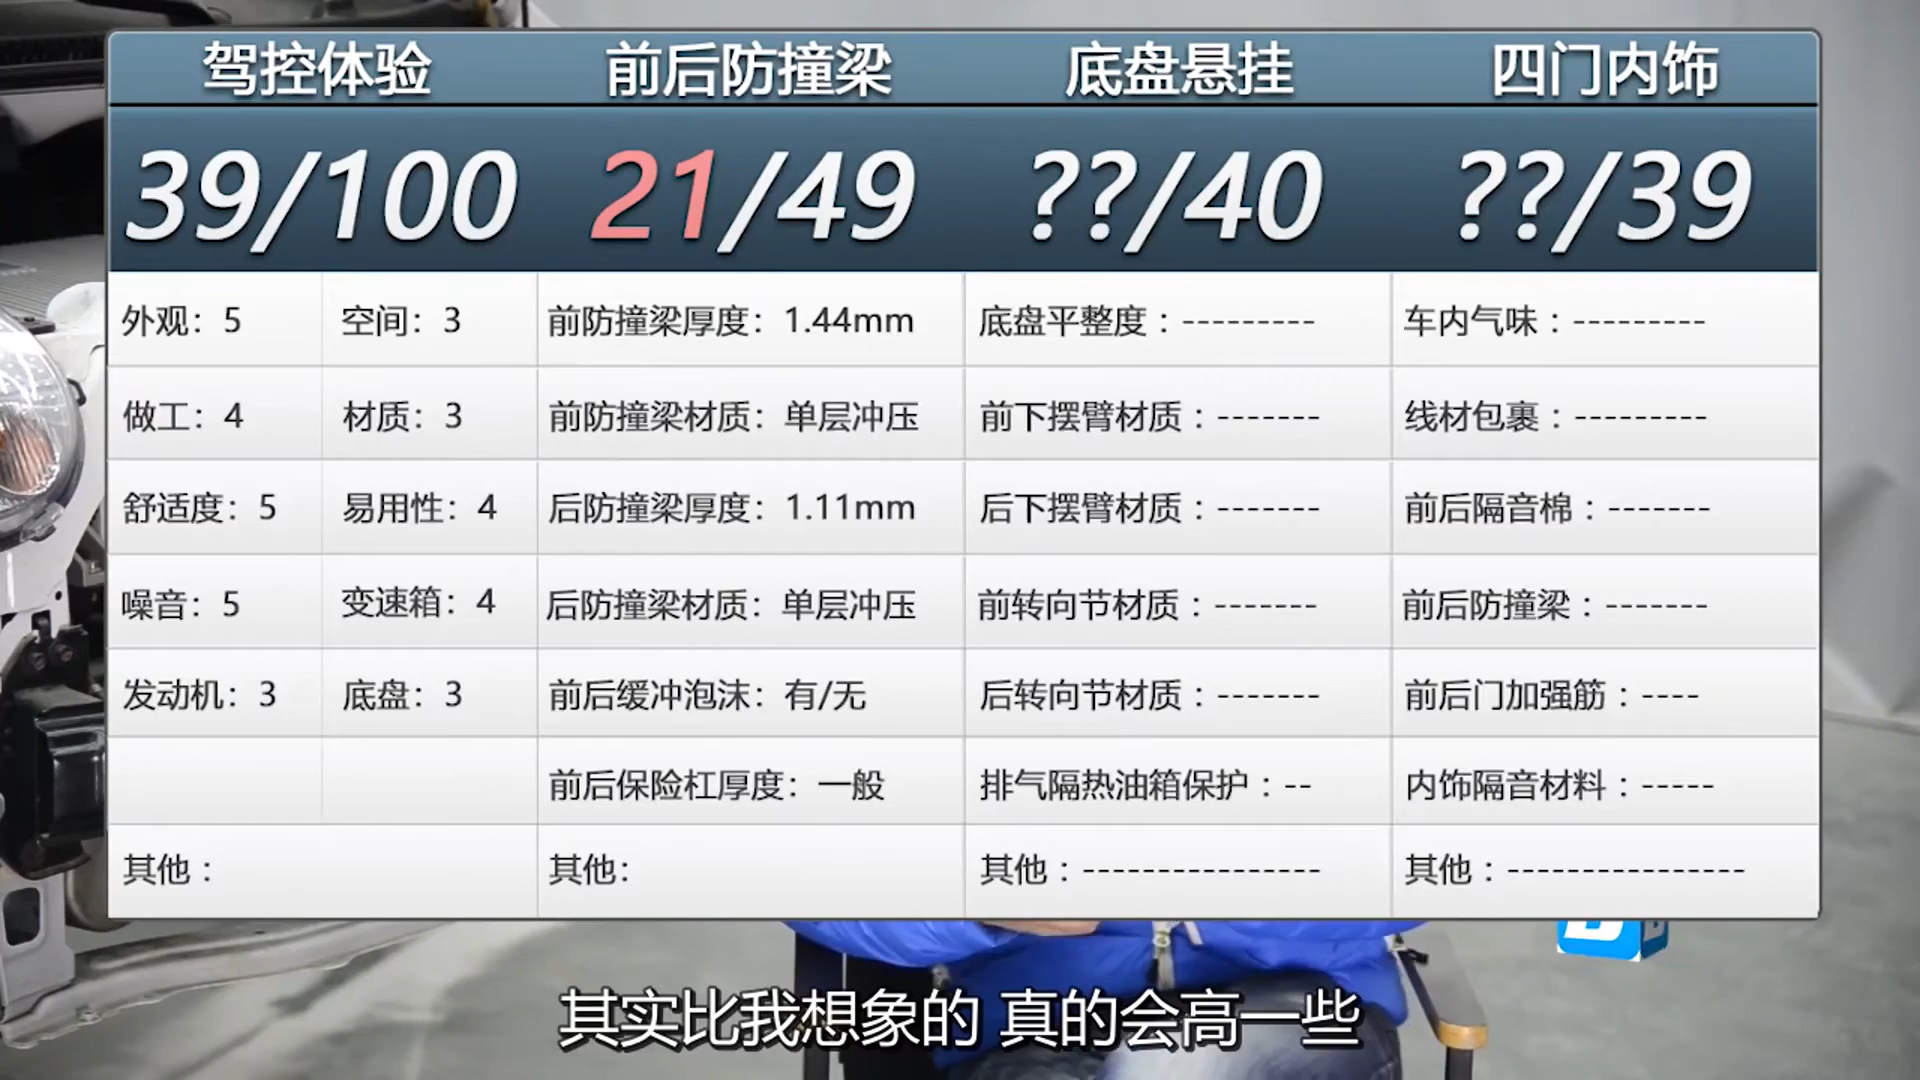 驾控体验 前后防撞梁 底盘悬挂 四门内饰
39/100 21/49 ??/40 ??/39
外观：5 空间：3 前防撞梁厚度：1.44mm 底盘平整度：--------- 车内气味：---------
做工：4 材质：3 前防撞梁材质：单层冲压 前下摆臂材质：------- 线材包裹：---------
舒适度：5 易用性：4 后防撞梁厚度：1.11mm 后下摆臂材质：------- 前后隔音棉：-------
噪音：5 变速箱：4 后防撞梁材质：单层冲压 前转向节材质：------- 前后防撞梁：-------
发动机：3 底盘：3 前后缓冲泡沫：有/无 后转向节材质：------- 前后门加强筋：----
前后保险杠厚度：一般 排气隔热油箱保护：-- 内饰隔音材料：-----
其他： 其他： 其他：---------------- 其他：----------------
其实比我想象的 真的会高一些